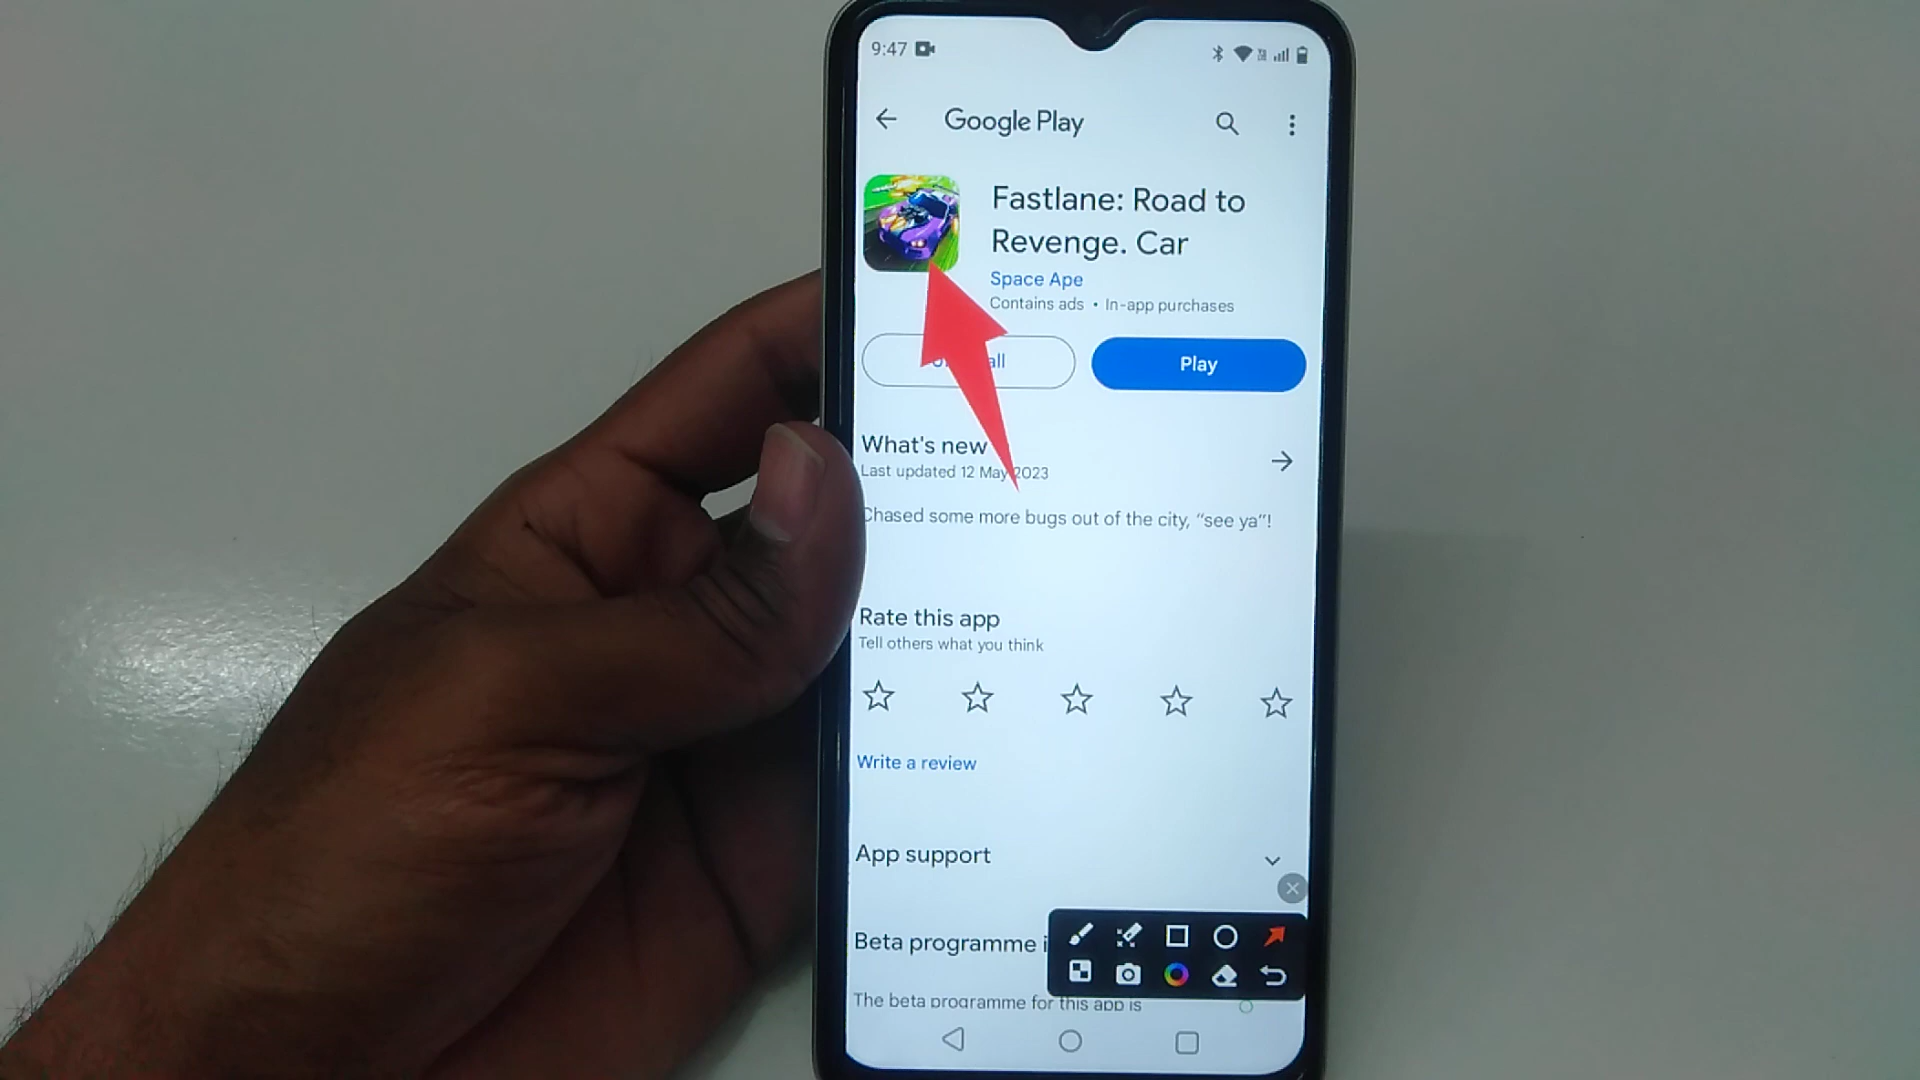 9:47
Google Play
Fastlane: Road to
Revenge. Car
Space Ape
Contains ads • In-app purchases
all
Play
What's new
Last updated 12 May 2023
Chased some more bugs out of the city, “see ya”!
Rate this app
Tell others what you think
Write a review
App support
Beta programme i
The beta programme for this app is